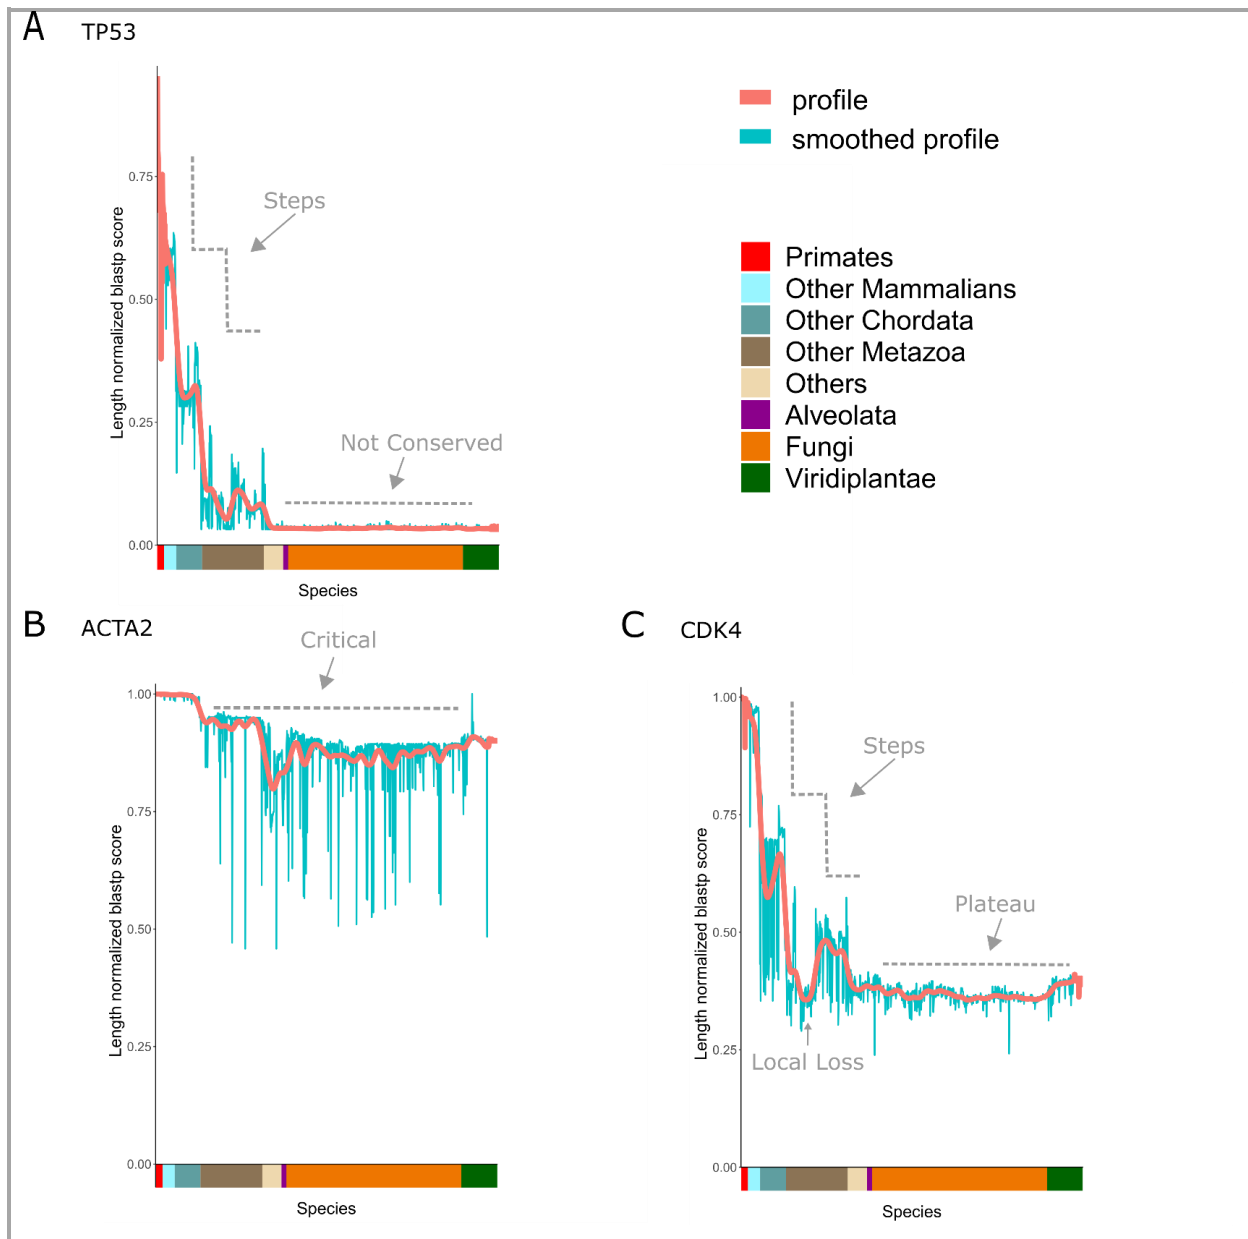 A TP53
profile
smoothed profile
Steps
Not Conserved
0.75
0.50
0.25
0.00
Length normalized blastp score
Species
Primates
Other Mammalians
Other Chordata
Other Metazoa
Others
Alveolata
Fungi
Viridiplantae
B ACTA2
Critical
1.00
0.75
0.50
0.25
0.00
Length normalized blastp score
Species
C CDK4
Steps
Plateau
Local Loss
1.00
0.75
0.50
0.25
0.00
Length normalized blastp score
Species